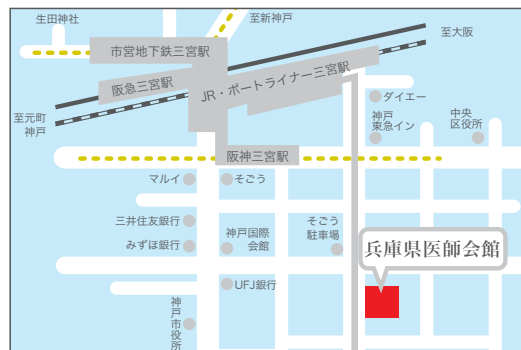 生田神社
至新神戸
至大阪
市営地下鉄三宮駅
阪急三宮駅
JR・ポートライナー三宮駅
至元町
神戸
ダイエー
神戸
東急イン
中央
区役所
阪神三宮駅
マルイ
そごう
三井住友銀行
みずほ銀行
神戸国際
会館
そごう
駐車場
兵庫県医師会館
UFJ銀行
神戸市役所